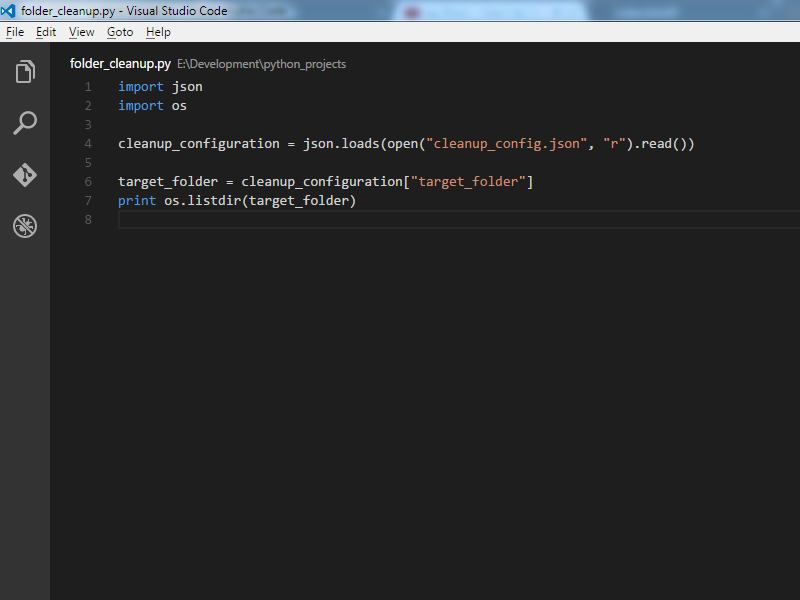 folder_cleanup.py - Visual Studio Code
File Edit View Goto Help
folder_cleanup.py E:\Development\python_projects
1 import json
2 import os
3
4 cleanup_configuration = json.loads(open("cleanup_config.json", "r").read())
5
6 target_folder = cleanup_configuration["target_folder"]
7 print os.listdir(target_folder)
8